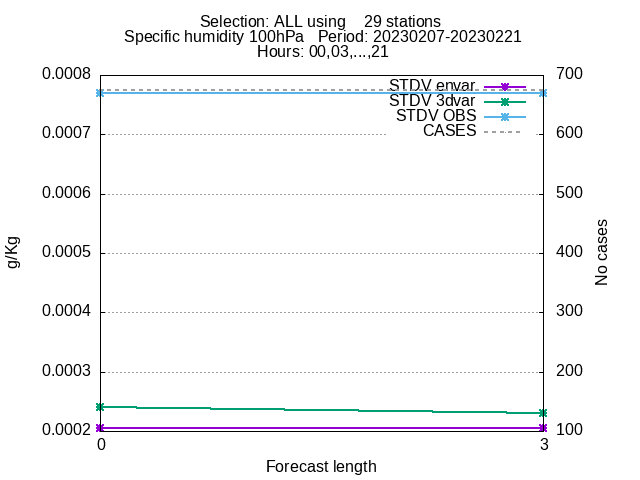 Selection: ALL using    29 stations
Specific humidity 100hPa   Period: 20230207-20230221
Hours: 00,03,...,21
0.0008
0.0007
0.0006
0.0005
0.0004
0.0003
0.0002
g/Kg
STDV envar
STDV 3dvar
STDV OBS
CASES
700
600
500
400
300
200
100
No cases
0
3
Forecast length